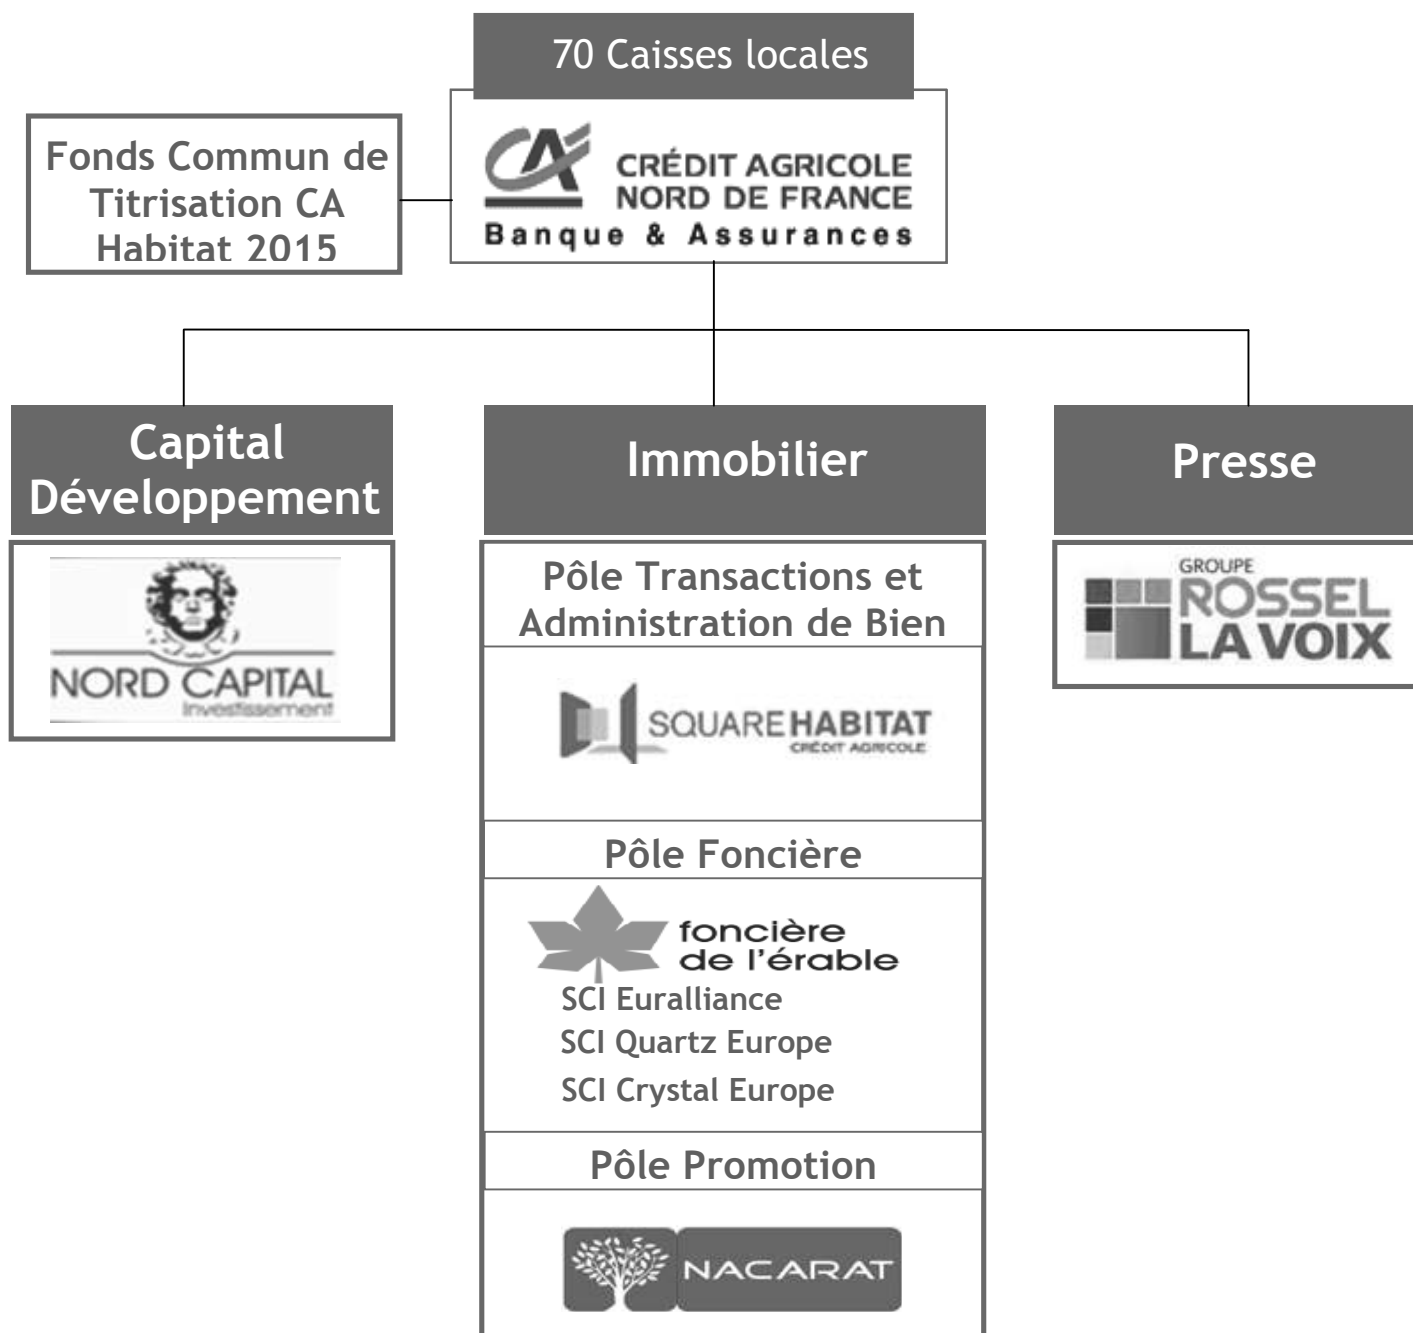 70 Caisses locales
Fonds Commun de
Titrisation CA
Habitat 2015
CA
CRÉDIT AGRICOLE
NORD DE FRANCE
Banque & Assurances
Capital
Développement
NORD CAPITAL
Investissement
Immobilier
Pôle Transactions et
Administration de Bien
SQUARE HABITAT
CRÉDIT AGRICOLE
Pôle Foncière
foncière
de l'érable
SCI Euralliance
SCI Quartz Europe
SCI Crystal Europe
Pôle Promotion
NACARAT
Presse
GROUPE
ROSSEL
LA VOIX